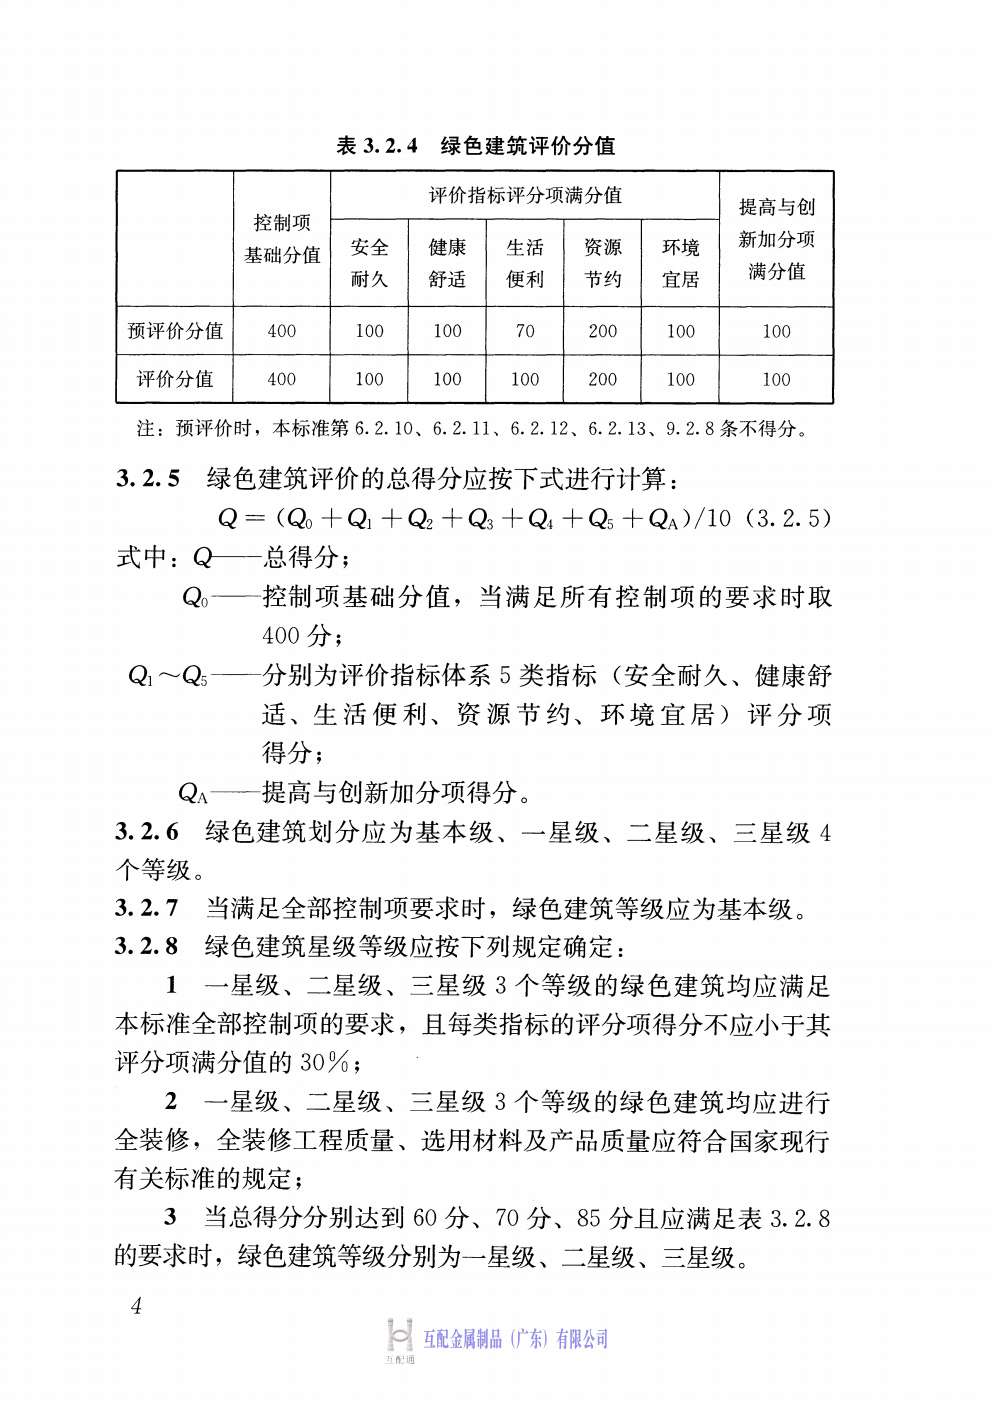 表 3.2.4 绿色建筑评价分值
控制项
基础分值
评价指标评分项满分值
提高与创
新加分项
满分值
安全
耐久
健康
舒适
生活
便利
资源
节约
环境
宜居
预评价分值 400 100 100 70 200 100 100
评价分值 400 100 100 100 200 100 100
注：预评价时，本标准第 6.2.10、6.2.11、6.2.12、6.2.13、9.2.8 条不得分。
3.2.5 绿色建筑评价的总得分应按下式进行计算：
Q＝(Q0＋Q1＋Q2＋Q3＋Q4＋Q5＋QA)/10 (3.2.5)
式中：Q——总得分；
Q0——控制项基础分值，当满足所有控制项的要求时取
400 分；
Q1～Q5——分别为评价指标体系 5 类指标（安全耐久、健康舒
适、生活便利、资源节约、环境宜居）评分项
得分；
QA——提高与创新加分项得分。
3.2.6 绿色建筑划分应为基本级、一星级、二星级、三星级 4
个等级。
3.2.7 当满足全部控制项要求时，绿色建筑等级应为基本级。
3.2.8 绿色建筑星级等级应按下列规定确定：
1 一星级、二星级、三星级 3 个等级的绿色建筑均应满足
本标准全部控制项的要求，且每类指标的评分项得分不应小于其
评分项满分值的 30%；
2 一星级、二星级、三星级 3 个等级的绿色建筑均应进行
全装修，全装修工程质量、选用材料及产品质量应符合国家现行
有关标准的规定；
3 当总得分分别达到 60 分、70 分、85 分且应满足表 3.2.8
的要求时，绿色建筑等级分别为一星级、二星级、三星级。
4
互配金属制品（广东）有限公司
互配通